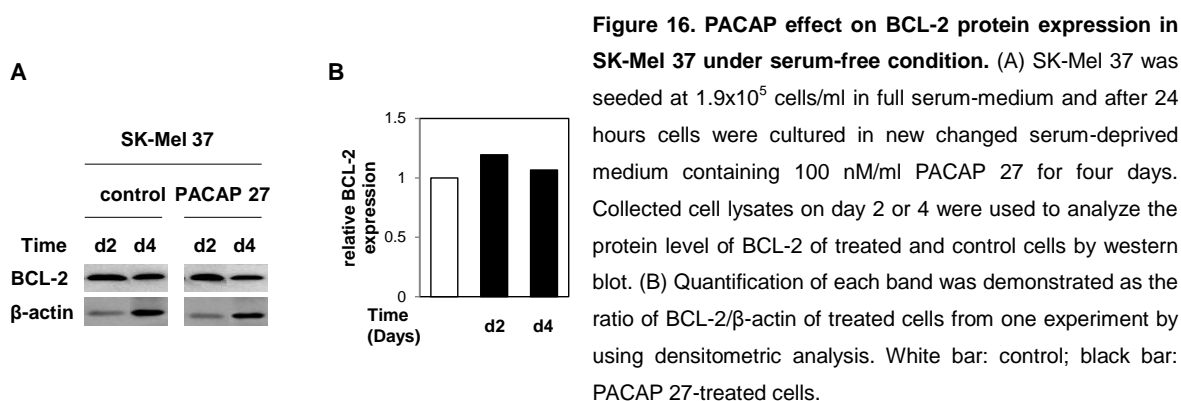 A
SK-Mel 37
control PACAP 27
Time d2 d4 d2 d4
BCL-2
β-actin
B
relative BCL-2
expression
1.5
1
0.5
0
Time
(Days)
d2 d4
Figure 16. PACAP effect on BCL-2 protein expression in
SK-Mel 37 under serum-free condition. (A) SK-Mel 37 was
seeded at 1.9x10⁵ cells/ml in full serum-medium and after 24
hours cells were cultured in new changed serum-deprived
medium containing 100 nM/ml PACAP 27 for four days.
Collected cell lysates on day 2 or 4 were used to analyze the
protein level of BCL-2 of treated and control cells by western
blot. (B) Quantification of each band was demonstrated as the
ratio of BCL-2/β-actin of treated cells from one experiment by
using densitometric analysis. White bar: control; black bar:
PACAP 27-treated cells.